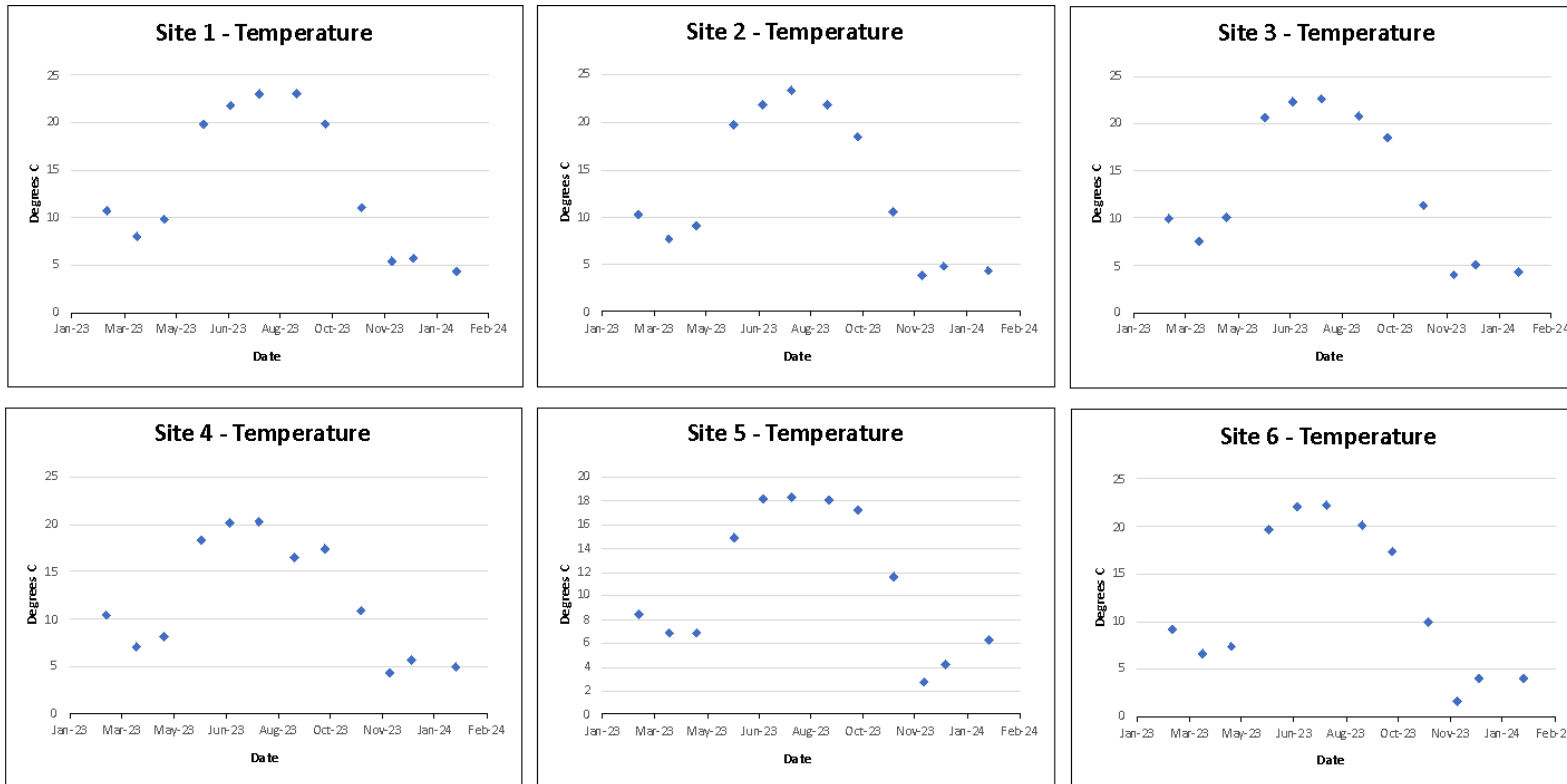 Site 1 - Temperature
Degrees C
25
20
15
10
5
0
Jan-23 Mar-23 May-23 Jun-23 Aug-23 Oct-23 Nov-23 Jan-24 Feb-24
Date
Site 2 - Temperature
Degrees C
25
20
15
10
5
0
Jan-23 Mar-23 May-23 Jun-23 Aug-23 Oct-23 Nov-23 Jan-24 Feb-24
Date
Site 3 - Temperature
Degrees C
25
20
15
10
5
0
Jan-23 Mar-23 May-23 Jun-23 Aug-23 Oct-23 Nov-23 Jan-24 Feb-24
Date
Site 4 - Temperature
Degrees C
25
20
15
10
5
0
Jan-23 Mar-23 May-23 Jun-23 Aug-23 Oct-23 Nov-23 Jan-24 Feb-24
Date
Site 5 - Temperature
Degrees C
20
18
16
14
12
10
8
6
4
2
0
Jan-23 Mar-23 May-23 Jun-23 Aug-23 Oct-23 Nov-23 Jan-24 Feb-24
Date
Site 6 - Temperature
Degrees C
25
20
15
10
5
0
Jan-23 Mar-23 May-23 Jun-23 Aug-23 Oct-23 Nov-23 Jan-24 Feb-24
Date